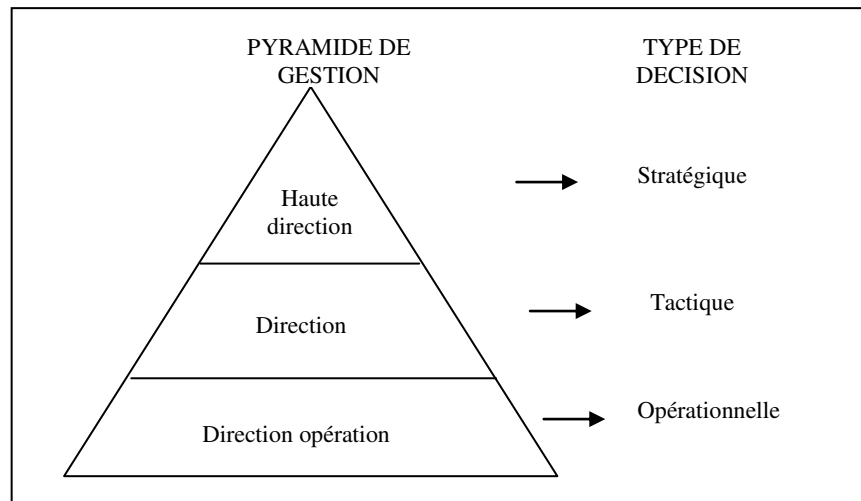 PYRAMIDE DE
GESTION
TYPE DE
DECISION
Haute
direction
Stratégique
Direction
Tactique
Direction opération
Opérationnelle